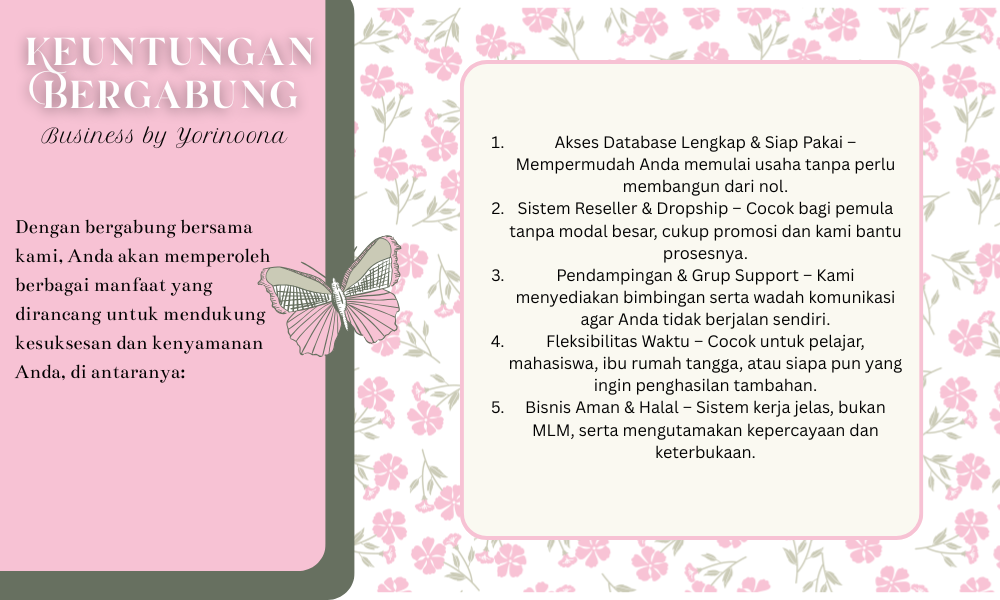 KEUNTUNGAN
BERGABUNG
Business by Yorinoona
Dengan bergabung bersama
kami, Anda akan memperoleh
berbagai manfaat yang
dirancang untuk mendukung
kesuksesan dan kenyamanan
Anda, di antaranya:
1. Akses Database Lengkap & Siap Pakai –
Mempermudah Anda memulai usaha tanpa perlu
membangun dari nol.
2. Sistem Reseller & Dropship – Cocok bagi pemula
tanpa modal besar, cukup promosi dan kami bantu
prosesnya.
3. Pendampingan & Grup Support – Kami
menyediakan bimbingan serta wadah komunikasi
agar Anda tidak berjalan sendiri.
4. Fleksibilitas Waktu – Cocok untuk pelajar,
mahasiswa, ibu rumah tangga, atau siapa pun yang
ingin penghasilan tambahan.
5. Bisnis Aman & Halal – Sistem kerja jelas, bukan
MLM, serta mengutamakan kepercayaan dan
keterbukaan.